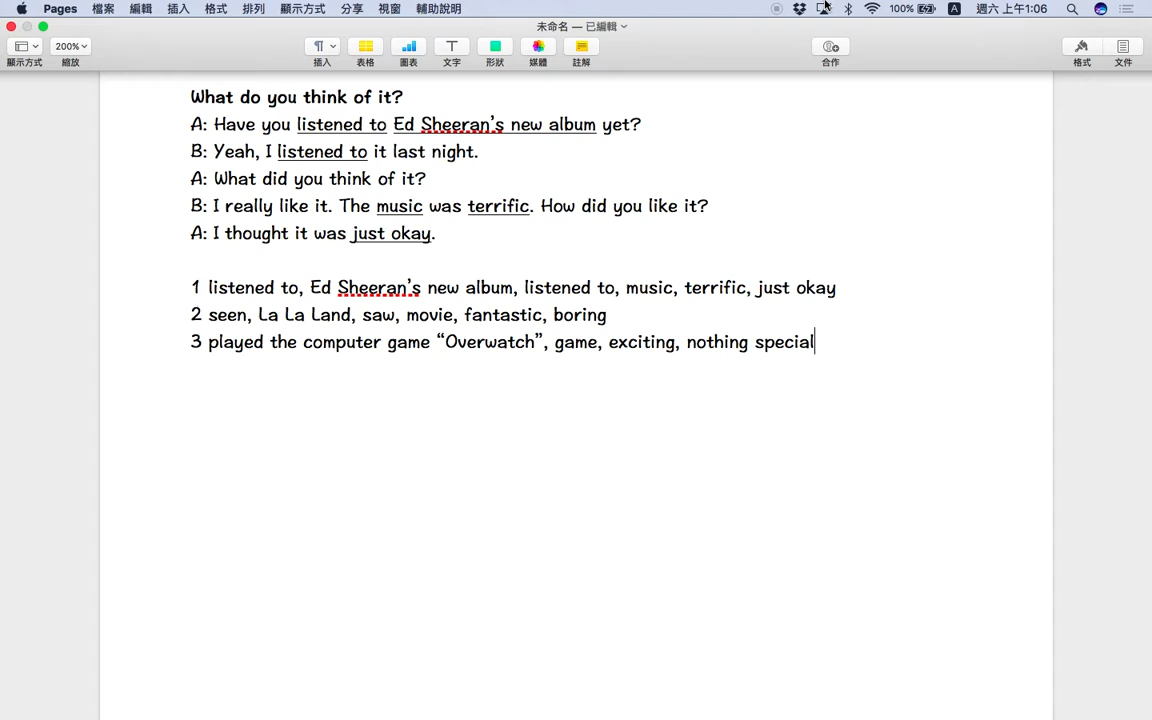 Pages 檔案 編輯 插入 格式 排列 顯示方式 分享 視窗 輔助說明 100% A 週六 上午1:06
未命名 — 已編輯
200%
顯示方式 縮放 插入 表格 圖表 文字 形狀 媒體 註解 合作 格式 文件
What do you think of it?
A: Have you listened to Ed Sheeran’s new album yet?
B: Yeah, I listened to it last night.
A: What did you think of it?
B: I really like it. The music was terrific. How did you like it?
A: I thought it was just okay.
1 listened to, Ed Sheeran’s new album, listened to, music, terrific, just okay
2 seen, La La Land, saw, movie, fantastic, boring
3 played the computer game “Overwatch”, game, exciting, nothing special